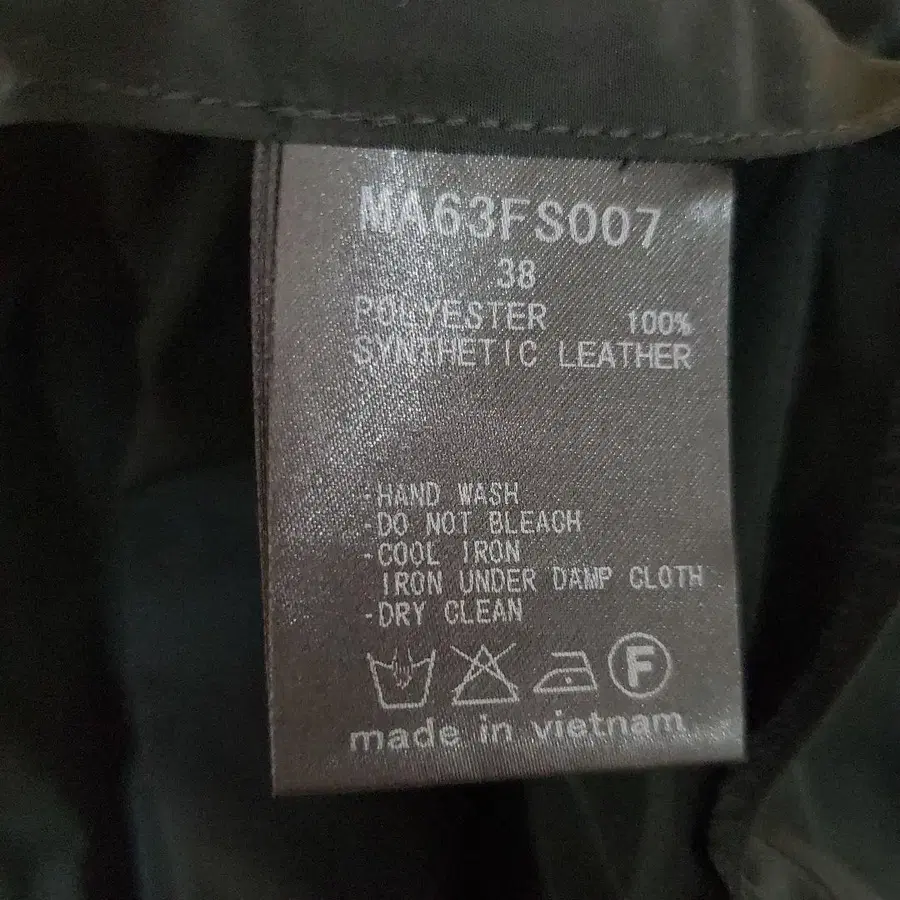 MA63FS007
38
POLYESTER 100%
SYNTHETIC LEATHER
-HAND WASH
-DO NOT BLEACH
-COOL IRON
IRON UNDER DAMP CLOTH
-DRY CLEAN
F
made in vietnam